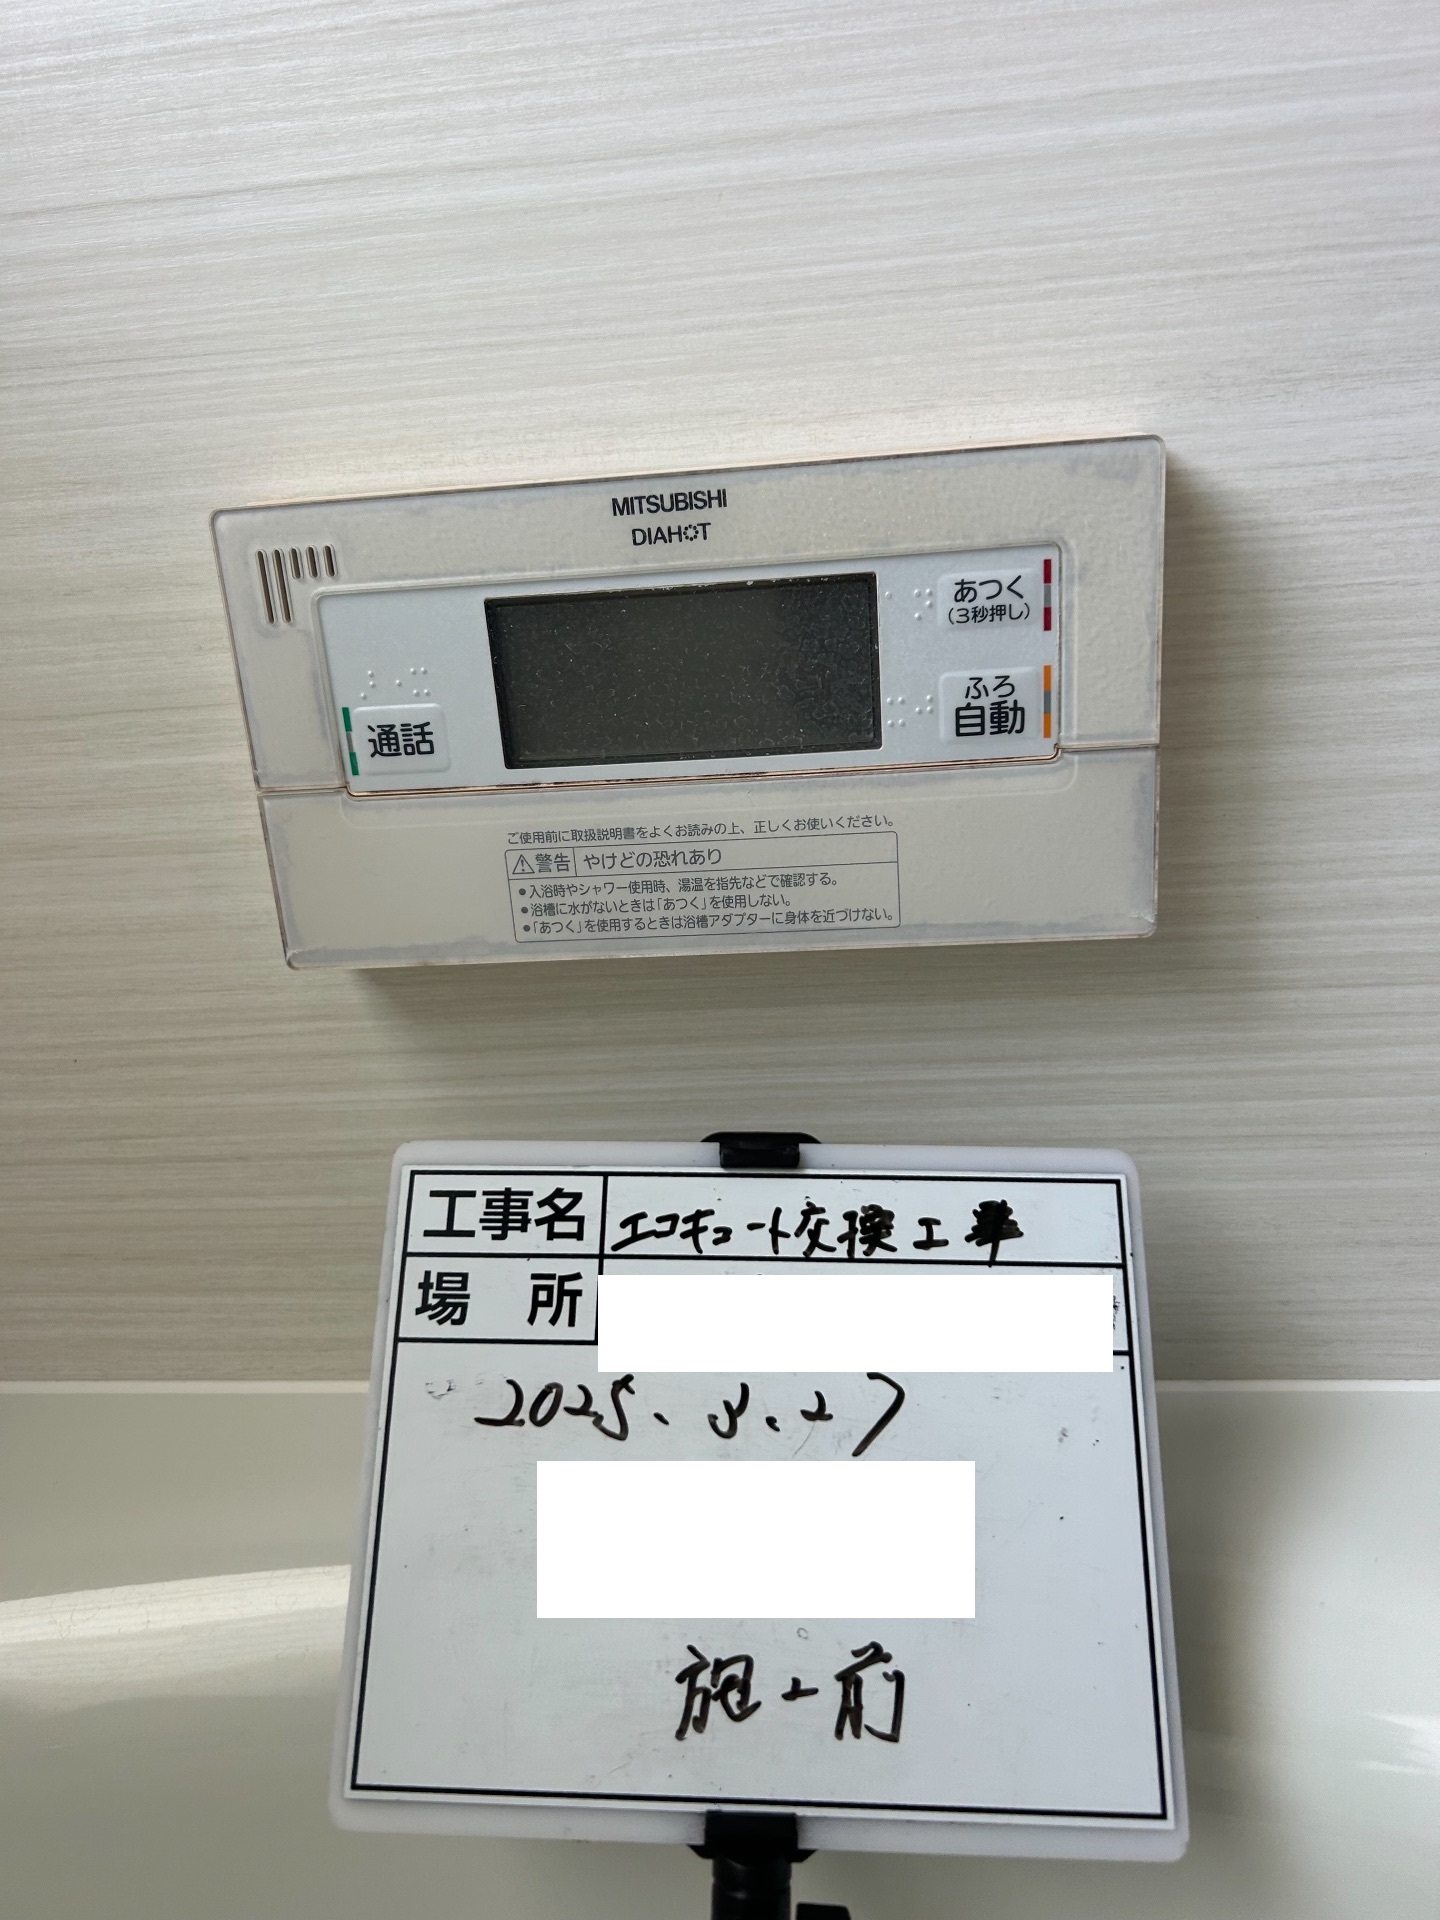 MITSUBISHI
DIAHOT
あつく
(3秒押し)
ふろ
自動
通話
ご使用前に取扱説明書をよくお読みの上、正しくお使いください。
警告 やけどの恐れあり
●入浴時やシャワー使用時、湯温を指先などで確認する。
●浴槽に水がないときは「あつく」を使用しない。
●「あつく」を使用するときは浴槽アダプターに身体を近づけない。
工事名 エコキュート交換工事
場所
2025.3.27
施工前